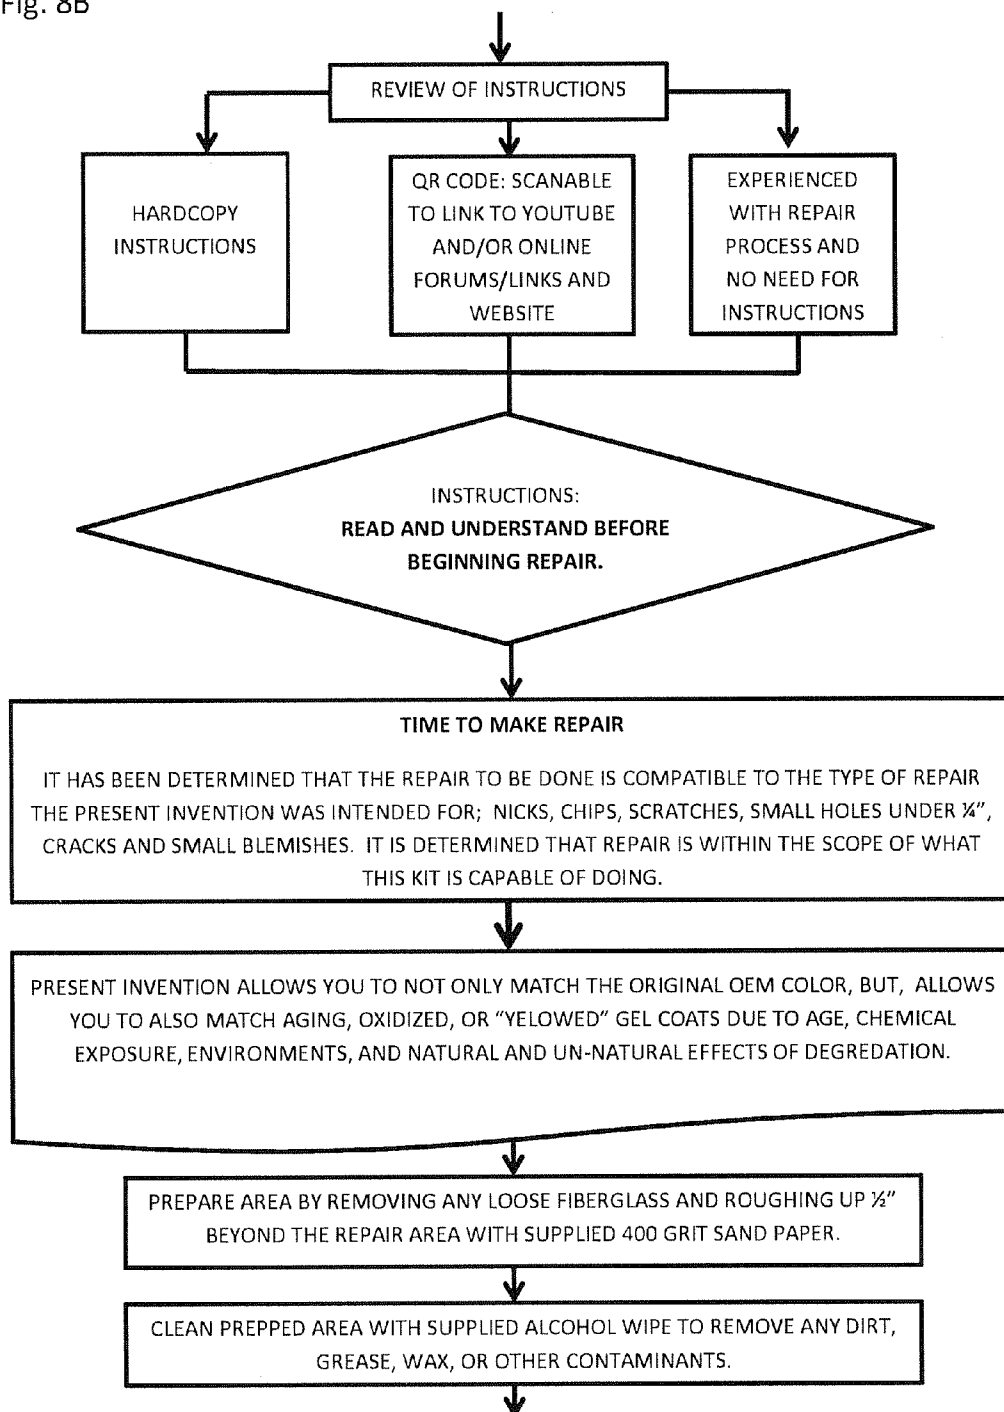 Fig. 8B
REVIEW OF INSTRUCTIONS
HARDCOPY
INSTRUCTIONS
QR CODE: SCANABLE
TO LINK TO YOUTUBE
AND/OR ONLINE
FORUMS/LINKS AND
WEBSITE
EXPERIENCED
WITH REPAIR
PROCESS AND
NO NEED FOR
INSTRUCTIONS
INSTRUCTIONS:
READ AND UNDERSTAND BEFORE
BEGINNING REPAIR.
TIME TO MAKE REPAIR
IT HAS BEEN DETERMINED THAT THE REPAIR TO BE DONE IS COMPATIBLE TO THE TYPE OF REPAIR
THE PRESENT INVENTION WAS INTENDED FOR; NICKS, CHIPS, SCRATCHES, SMALL HOLES UNDER ¼",
CRACKS AND SMALL BLEMISHES. IT IS DETERMINED THAT REPAIR IS WITHIN THE SCOPE OF WHAT
THIS KIT IS CAPABLE OF DOING.
PRESENT INVENTION ALLOWS YOU TO NOT ONLY MATCH THE ORIGINAL OEM COLOR, BUT, ALLOWS
YOU TO ALSO MATCH AGING, OXIDIZED, OR “YELOWED” GEL COATS DUE TO AGE, CHEMICAL
EXPOSURE, ENVIRONMENTS, AND NATURAL AND UN-NATURAL EFFECTS OF DEGREDATION.
PREPARE AREA BY REMOVING ANY LOOSE FIBERGLASS AND ROUGHING UP ½"
BEYOND THE REPAIR AREA WITH SUPPLIED 400 GRIT SAND PAPER.
CLEAN PREPPED AREA WITH SUPPLIED ALCOHOL WIPE TO REMOVE ANY DIRT,
GREASE, WAX, OR OTHER CONTAMINANTS.